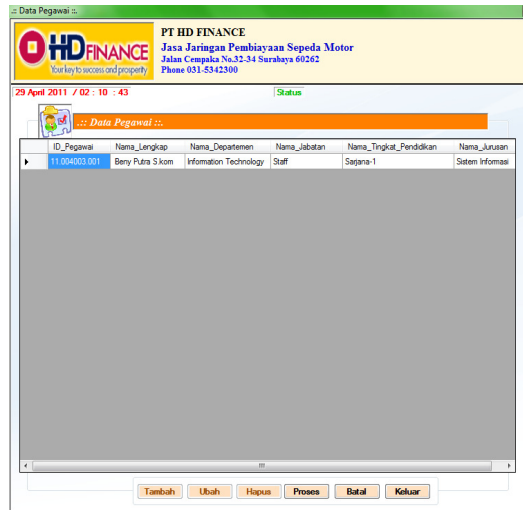 .:: Data Pegawai ::.
HD FINANCE
Your key to success and prosperity
PT HD FINANCE
Jasa Jaringan Pembiayaan Sepeda Motor
Jalan Cempaka No.32-34 Surabaya 60262
Phone 031-5342300
29 April 2011 / 02 : 10 : 43 Status
.:: Data Pegawai ::.
ID_Pegawai Nama_Lengkap Nama_Departemen Nama_Jabatan Nama_Tingkat_Pendidikan Nama_Jurusan
11.004003.001 Beny Putra S.kom Information Technology Staff Sarjana-1 Sistem Informasi
Tambah Ubah Hapus Proses Batal Keluar